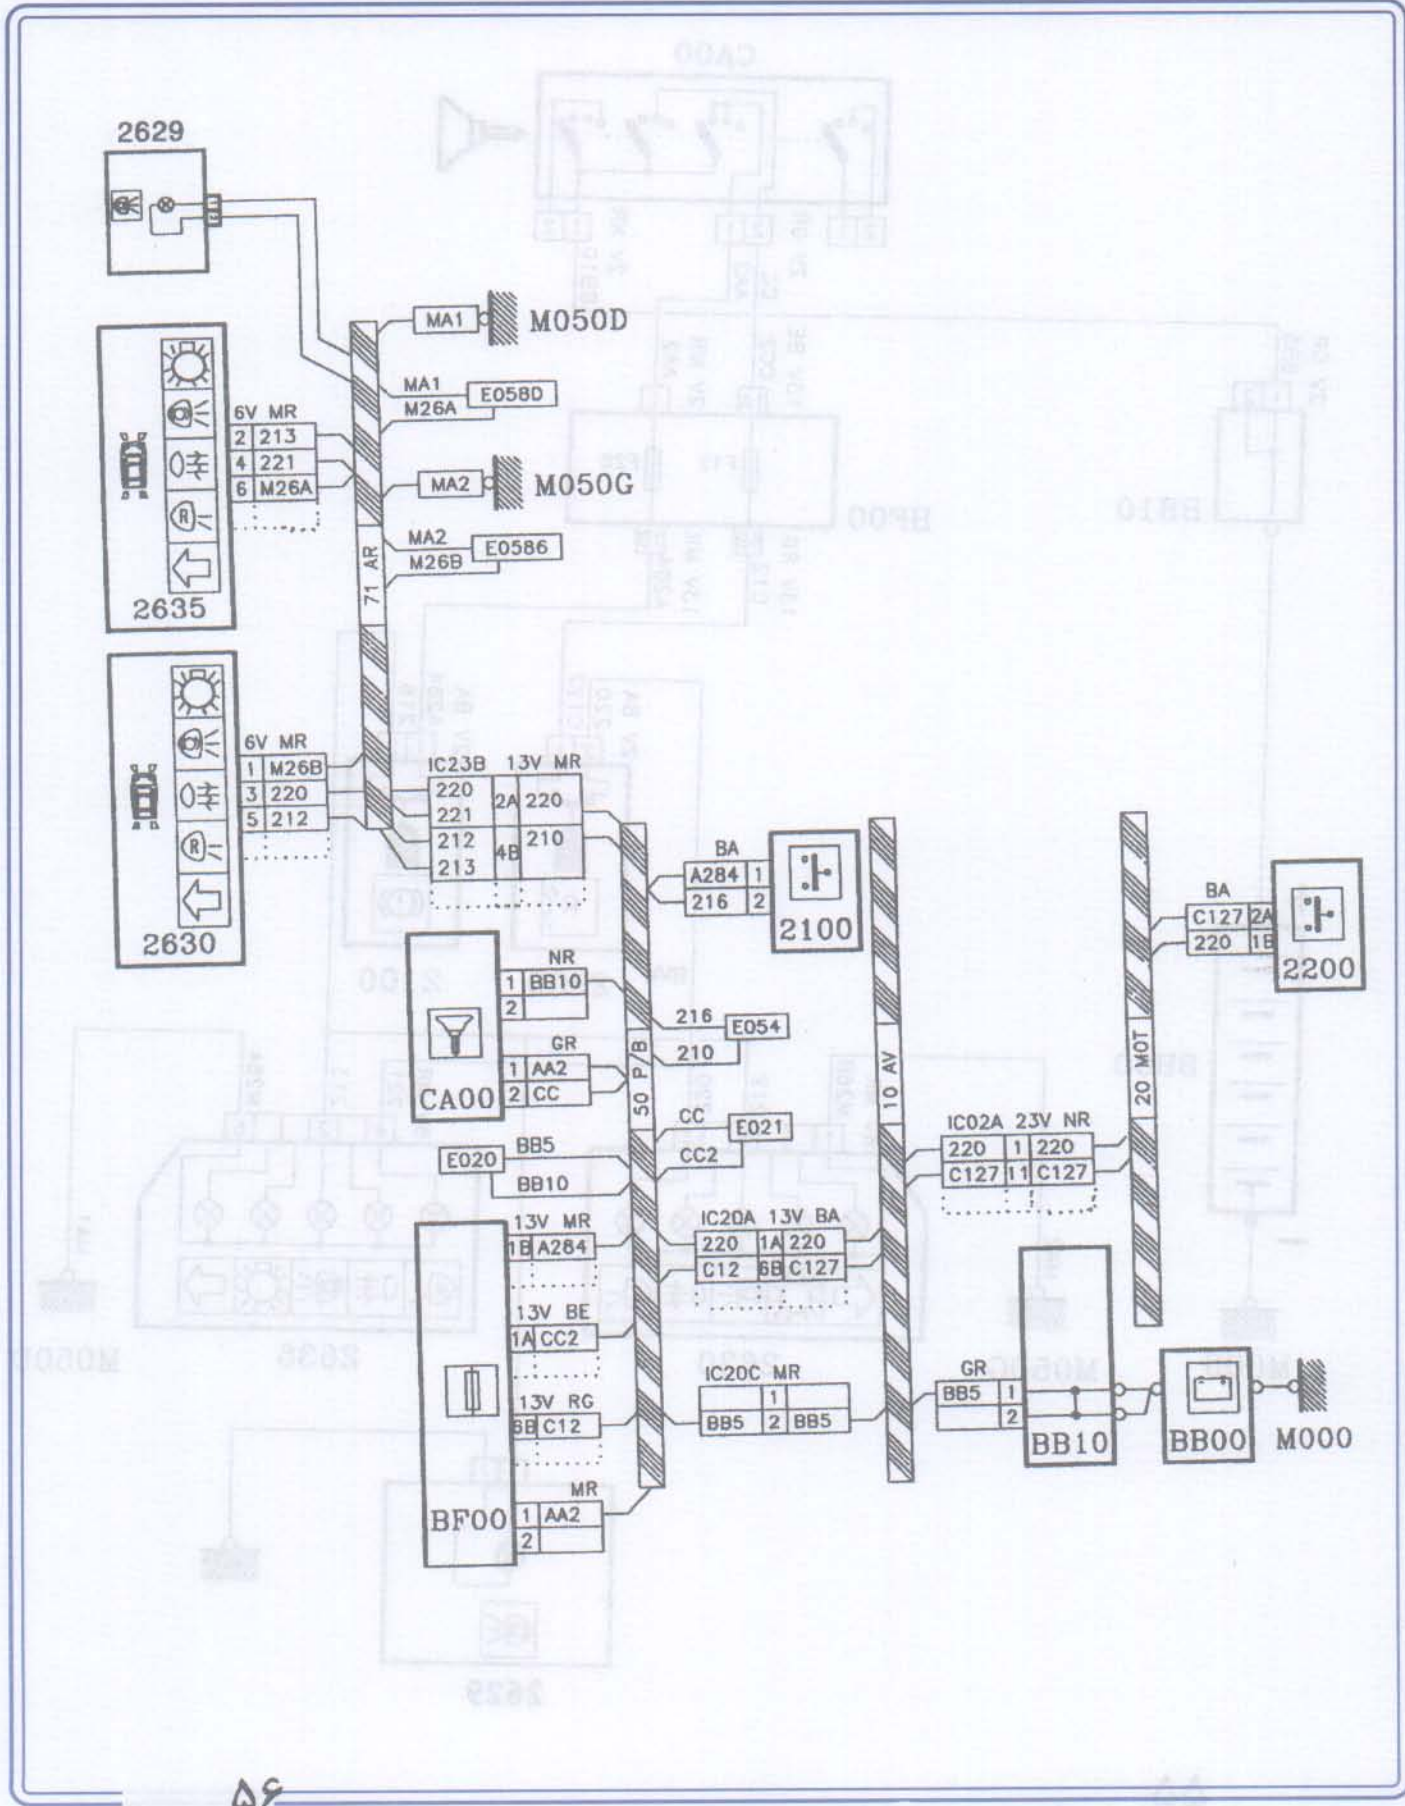 2629
MA1
M050D
MA1
M26A
E058D
6V MR
2 213
4 221
6 M26A
R
2635
MA2
M050G
MA2
M26B
E0586
71 AR
6V MR
1 M26B
3 220
5 212
R
2630
IC23B 13V MR
220 2A 220
221
212 4B 210
213
BA
A284 1
216 2
2100
BA
C127 2A
220 1B
2200
NR
1 BB10
2
GR
1 AA2
2 CC
CA00
216
E054
210
50 P/B
10 AV
20 MOT
CC
E021
CC2
E020
BB5
BB10
IC02A 23V NR
220 1 220
C127 11 C127
13V MR
1B A284
IC20A 13V BA
220 1A 220
C12 6B C127
13V BE
1A CC2
13V RG
6B C12
MR
1 AA2
2
BF00
IC20C MR
1
BB5 2 BB5
GR
BB5 1
2
BB10
BB00
M000
۵۶